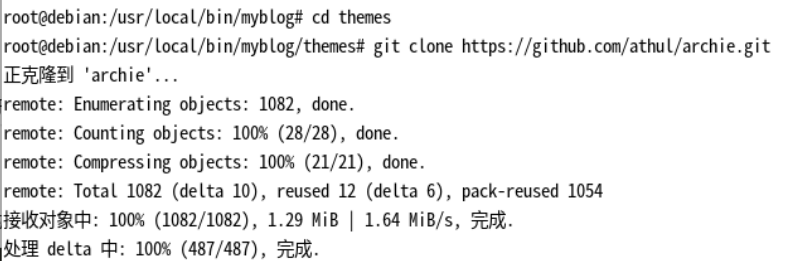 root@debian:/usr/local/bin/myblog# cd themes
root@debian:/usr/local/bin/myblog/themes# git clone https://github.com/athul/archie.git
正克隆到 'archie'...
remote: Enumerating objects: 1082, done.
remote: Counting objects: 100% (28/28), done.
remote: Compressing objects: 100% (21/21), done.
remote: Total 1082 (delta 10), reused 12 (delta 6), pack-reused 1054
接收对象中: 100% (1082/1082), 1.29 MiB | 1.64 MiB/s, 完成.
处理 delta 中: 100% (487/487), 完成.